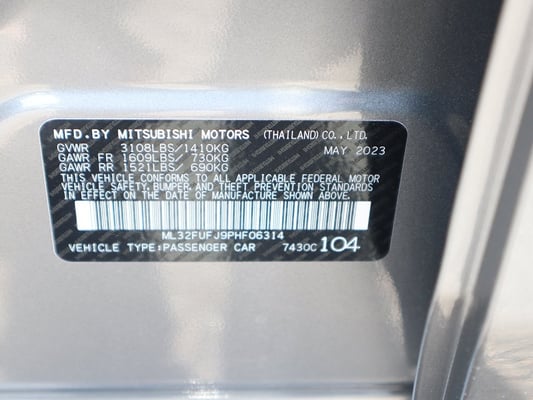 MFD.BY MITSUBISHI MOTORS (THAILAND)CO.,LTD.
GVWR 3108LBS/1410KG MAY 2023
GAWR FR 1609LBS/ 730KG
GAWR RR 1521LBS/ 690KG
THIS VEHICLE CONFORMS TO ALL APPLICABLE FEDERAL MOTOR
VEHICLE SAFETY, BUMPER, AND THEFT PREVENTION STANDARDS
IN EFFECT ON THE DATE OF MANUFACTURE SHOWN ABOVE.
ML32FUFJ9PHF06314
VEHICLE TYPE:PASSENGER CAR 7430C 104